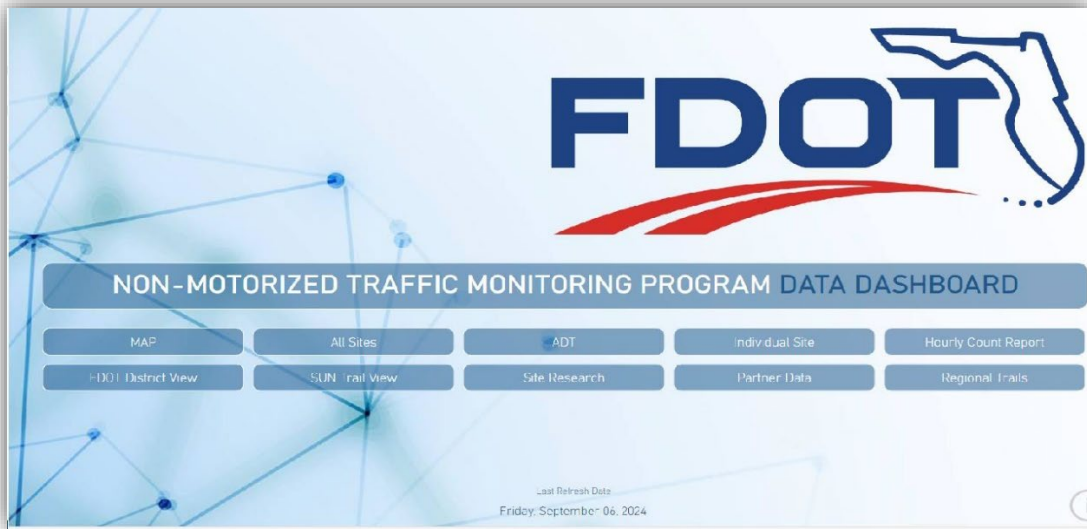 FDOT
NON-MOTORIZED TRAFFIC MONITORING PROGRAM DATA DASHBOARD
MAP All Sites ADT Individual Site Hourly Count Report
FDOT District View SUN Trail View Site Research Partner Data Regional Trails
Last Refresh Date
Friday, September 06, 2024